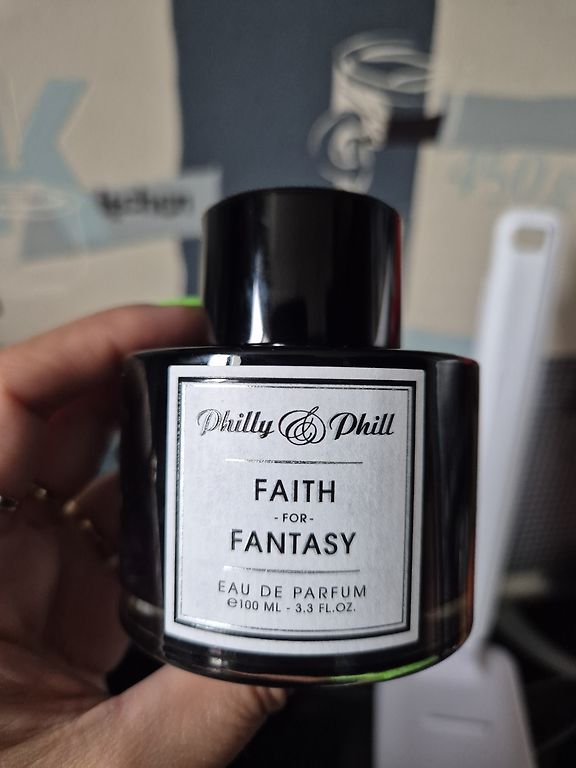 Philly & Phill
FAITH
-FOR-
FANTASY
EAU DE PARFUM
℮100 ML - 3.3 FL.OZ.